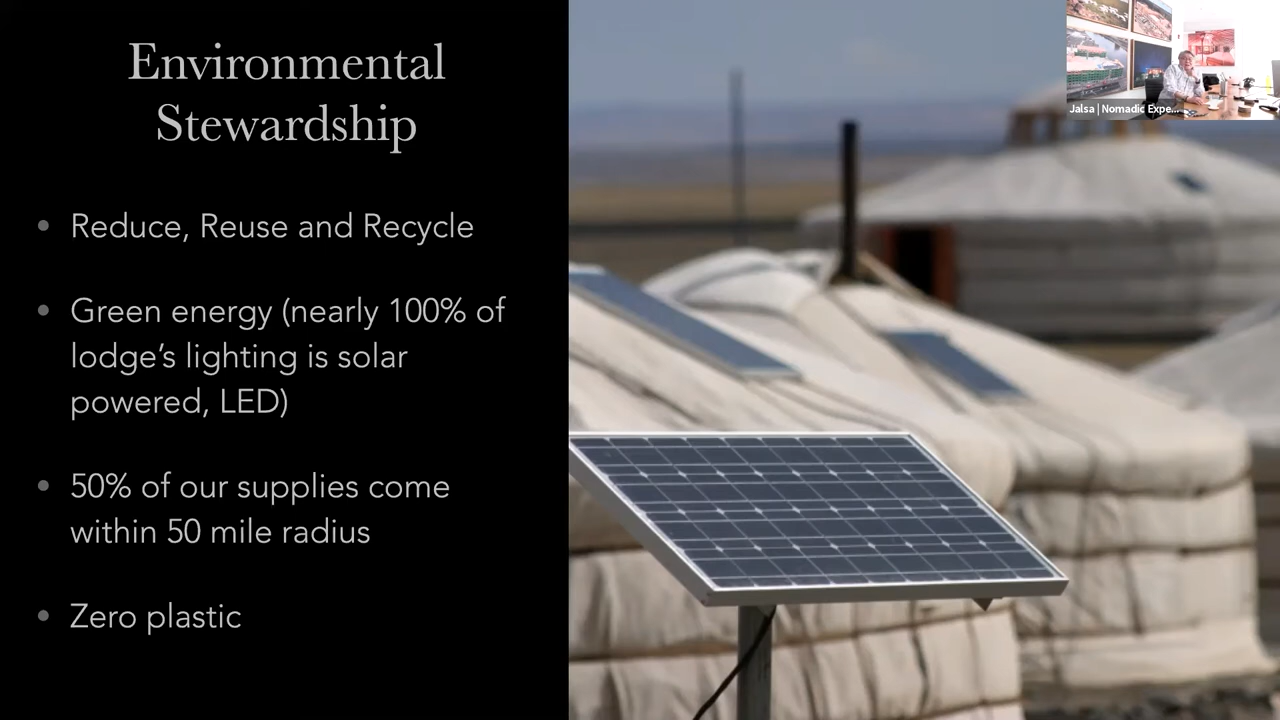 Environmental
Stewardship
• Reduce, Reuse and Recycle
• Green energy (nearly 100% of
lodge's lighting is solar
powered, LED)
• 50% of our supplies come
within 50 mile radius
• Zero plastic
Jalsa | Nomadic Expe...